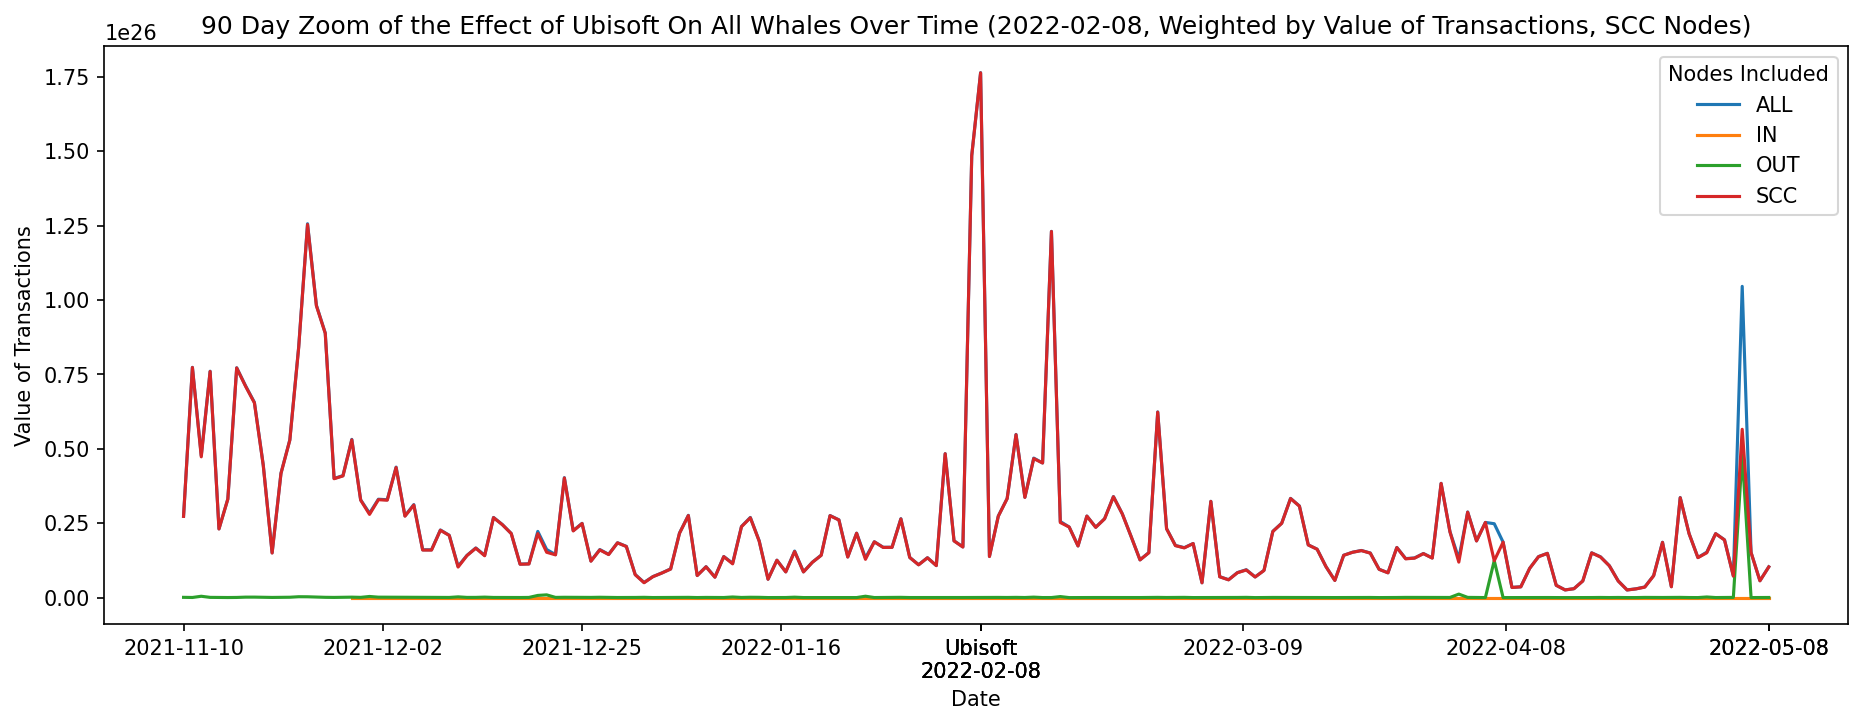 90 Day Zoom of the Effect of Ubisoft On All Whales Over Time (2022-02-08, Weighted by Value of Transactions, SCC Nodes)
1e26
1.75
1.50
1.25
1.00
0.75
0.50
0.25
0.00
Value of Transactions
Nodes Included
ALL
IN
OUT
SCC
2021-11-10
2021-12-02
2021-12-25
2022-01-16
Ubisoft
2022-02-08
2022-03-09
2022-04-08
2022-05-08
Date